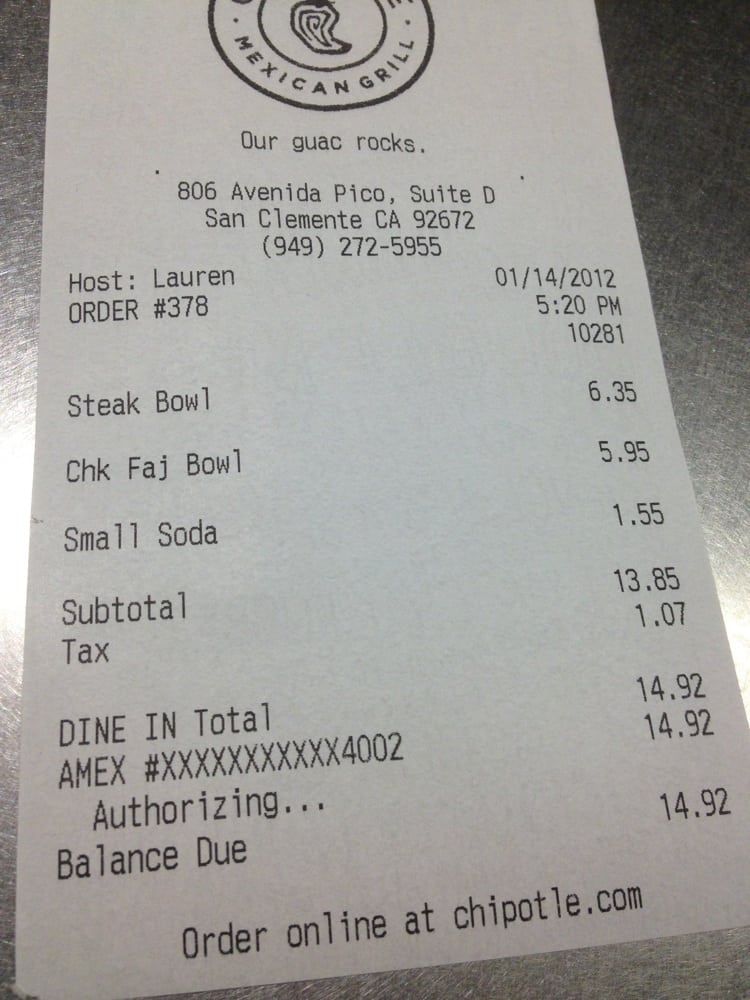 MEXICAN GRILL
Our guac rocks.
806 Avenida Pico, Suite D
San Clemente CA 92672
(949) 272-5955
Host: Lauren 01/14/2012
ORDER #378 5:20 PM
10281
Steak Bowl 6.35
Chk Faj Bowl 5.95
Small Soda 1.55
Subtotal 13.85
Tax 1.07
DINE IN Total 14.92
AMEX #XXXXXXXXXXX4002 14.92
Authorizing...
Balance Due 14.92
Order online at chipotle.com